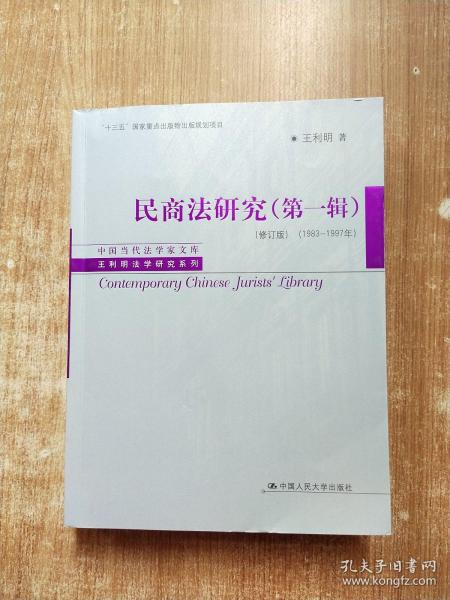 “十三五”国家重点出版物出版规划项目
王利明 著
民商法研究（第一辑）
（修订版）（1983-1997年）
中国当代法学家文库
王利明法学研究系列
Contemporary Chinese Jurists' Library
中国人民大学出版社
孔夫子旧书网
www.kongfz.com